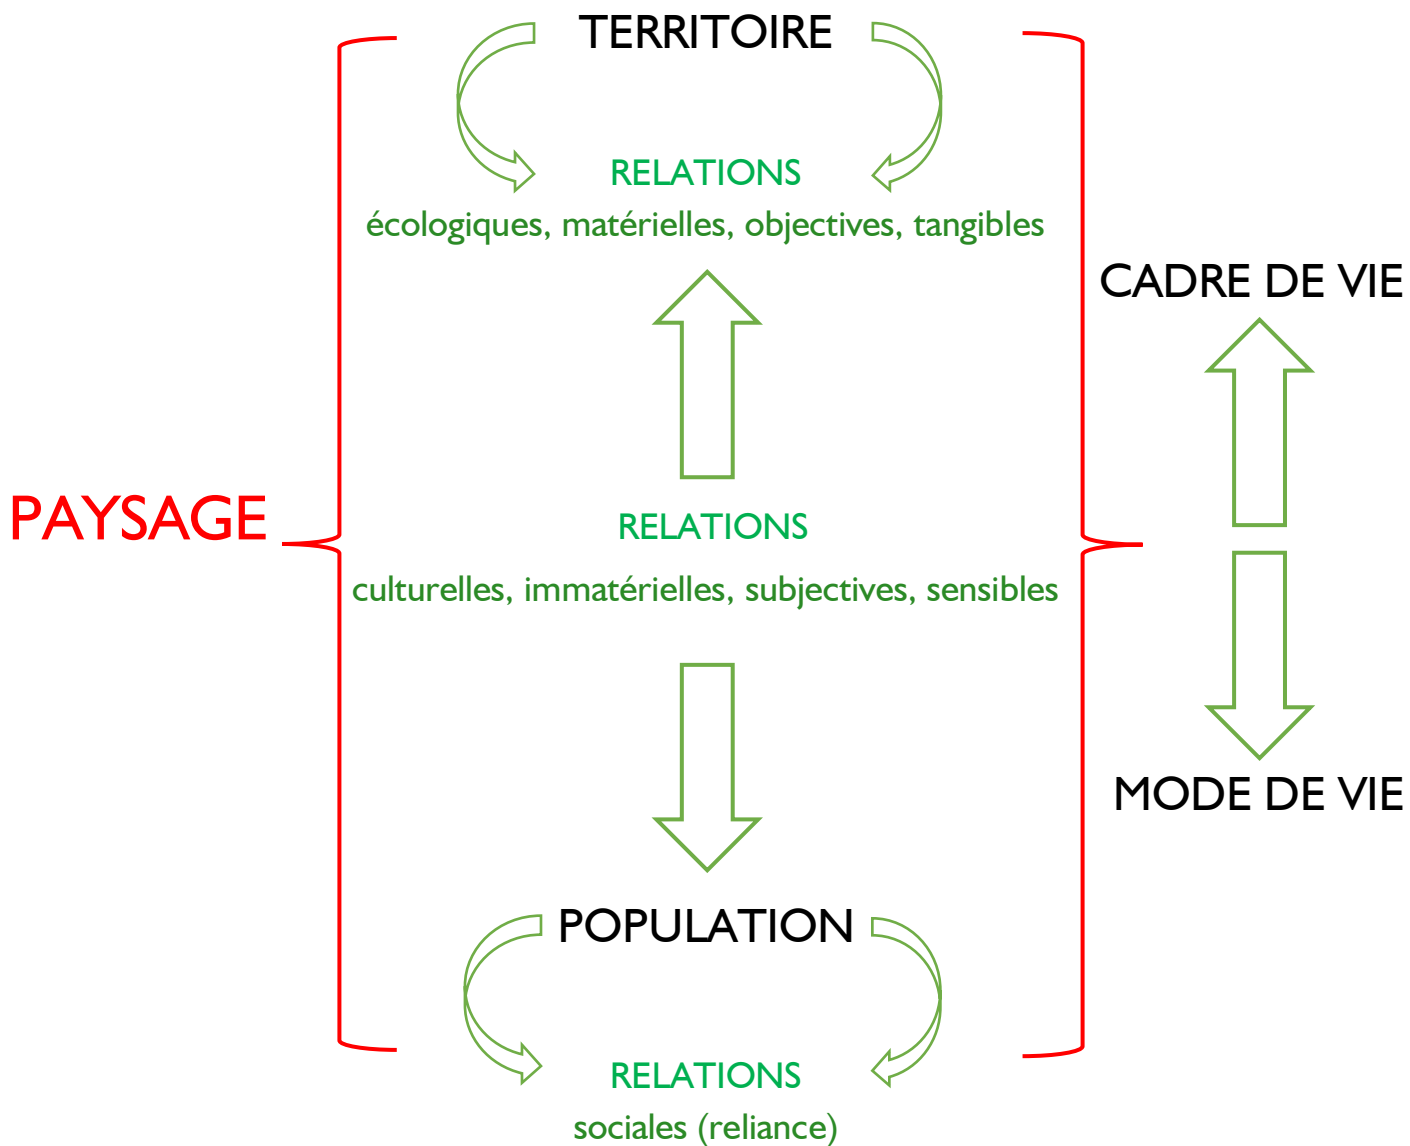 TERRITOIRE
RELATIONS
écologiques, matérielles, objectives, tangibles
CADRE DE VIE
PAYSAGE
RELATIONS
culturelles, immatérielles, subjectives, sensibles
MODE DE VIE
POPULATION
RELATIONS
sociales (reliance)